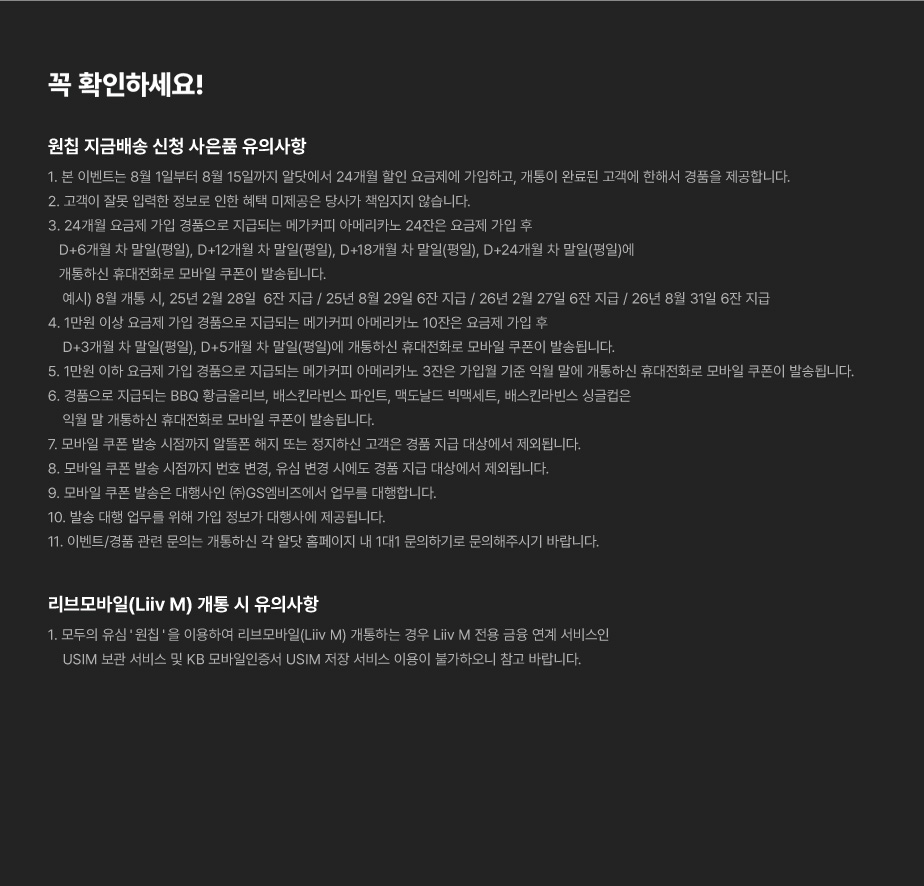 꼭 확인하세요!
원칩 지금배송 신청 사은품 유의사항
1. 본 이벤트는 8월 1일부터 8월 15일까지 알닷에서 24개월 할인 요금제에 가입하고, 개통이 완료된 고객에 한해서 경품을 제공합니다.
2. 고객이 잘못 입력한 정보로 인한 혜택 미제공은 당사가 책임지지 않습니다.
3. 24개월 요금제 가입 경품으로 지급되는 메가커피 아메리카노 24잔은 요금제 가입 후
D+6개월 차 말일(평일), D+12개월 차 말일(평일), D+18개월 차 말일(평일), D+24개월 차 말일(평일)에
개통하신 휴대전화로 모바일 쿠폰이 발송됩니다.
예시) 8월 개통 시, 25년 2월 28일 6잔 지급 / 25년 8월 29일 6잔 지급 / 26년 2월 27일 6잔 지급 / 26년 8월 31일 6잔 지급
4. 1만원 이상 요금제 가입 경품으로 지급되는 메가커피 아메리카노 10잔은 요금제 가입 후
D+3개월 차 말일(평일), D+5개월 차 말일(평일)에 개통하신 휴대전화로 모바일 쿠폰이 발송됩니다.
5. 1만원 이하 요금제 가입 경품으로 지급되는 메가커피 아메리카노 3잔은 가입월 기준 익월 말에 개통하신 휴대전화로 모바일 쿠폰이 발송됩니다.
6. 경품으로 지급되는 BBQ 황금올리브, 배스킨라빈스 파인트, 맥도날드 빅맥세트, 배스킨라빈스 싱글컵은
익월 말 개통하신 휴대전화로 모바일 쿠폰이 발송됩니다.
7. 모바일 쿠폰 발송 시점까지 알뜰폰 해지 또는 정지하신 고객은 경품 지급 대상에서 제외됩니다.
8. 모바일 쿠폰 발송 시점까지 번호 변경, 유심 변경 시에도 경품 지급 대상에서 제외됩니다.
9. 모바일 쿠폰 발송은 대행사인 ㈜GS엠비즈에서 업무를 대행합니다.
10. 발송 대행 업무를 위해 가입 정보가 대행사에 제공됩니다.
11. 이벤트/경품 관련 문의는 개통하신 각 알닷 홈페이지 내 1대1 문의하기로 문의해주시기 바랍니다.
리브모바일(Liiv M) 개통 시 유의사항
1. 모두의 유심 ' 원칩 ' 을 이용하여 리브모바일(Liiv M) 개통하는 경우 Liiv M 전용 금융 연계 서비스인
USIM 보관 서비스 및 KB 모바일인증서 USIM 저장 서비스 이용이 불가하오니 참고 바랍니다.